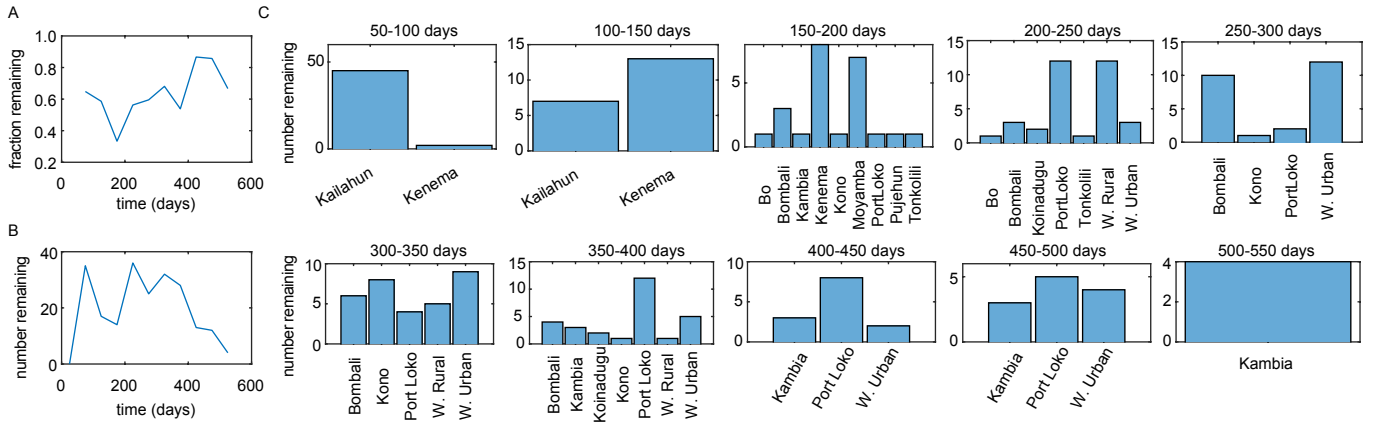 A
fraction remaining
1.0
0.8
0.6
0.4
0.2
0
200
400
600
time (days)
B
number remaining
40
30
20
10
0
0
200
400
600
time (days)
C
number remaining
50-100 days
50
0
Kailahun
Kenema
100-150 days
15
10
5
0
Kailahun
Kenema
150-200 days
5
0
Bo
Bombali
Kambia
Kenema
Kono
Moyamba
PortLoko
Pujehun
Tonkolili
200-250 days
15
10
5
0
Bo
Bombali
Koinadugu
PortLoko
Tonkolili
W. Rural
W. Urban
250-300 days
15
10
5
0
Bombali
Kono
PortLoko
W. Urban
number remaining
300-350 days
10
5
0
Bombali
Kono
Port Loko
W. Rural
W. Urban
350-400 days
15
10
5
0
Bombali
Kambia
Koinadugu
Kono
Port Loko
W. Rural
W. Urban
400-450 days
10
5
0
Kambia
Port Loko
W. Urban
450-500 days
5
0
Kambia
Port Loko
W. Urban
500-550 days
4
2
0
Kambia